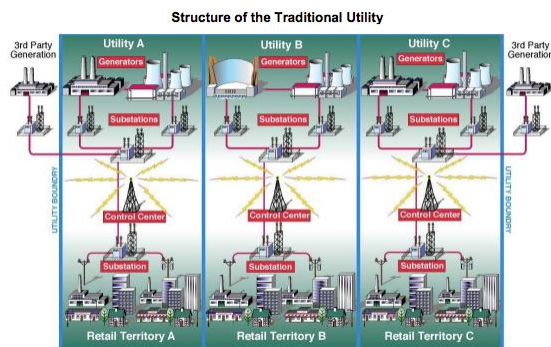 Structure of the Traditional Utility
3rd Party
Generation
Utility A
Utility B
Utility C
3rd Party
Generation
Generators
Generators
Generators
Substations
Substations
Substations
UTILITY BOUNDRY
UTILITY BOUNDRY
Control Center
Control Center
Control Center
Substation
Substation
Substation
Retail Territory A
Retail Territory B
Retail Territory C